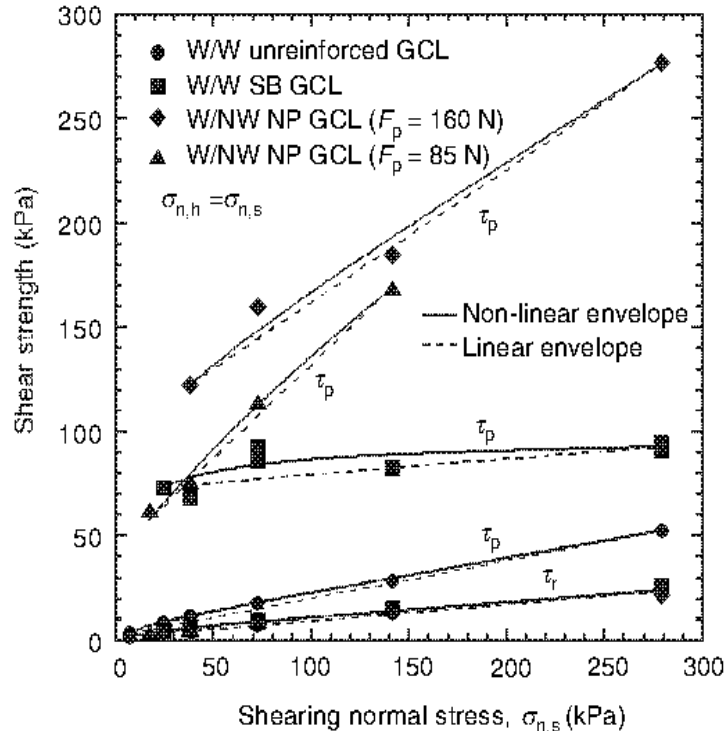 300
250
200
150
100
50
0
Shear strength (kPa)
W/W unreinforced GCL
W/W SB GCL
W/NW NP GCL (Fp = 160 N)
W/NW NP GCL (Fp = 85 N)
σn,h =σn,s
τp
Non-linear envelope
Linear envelope
τp
τp
τp
τr
0 50 100 150 200 250 300
Shearing normal stress, σn,s (kPa)